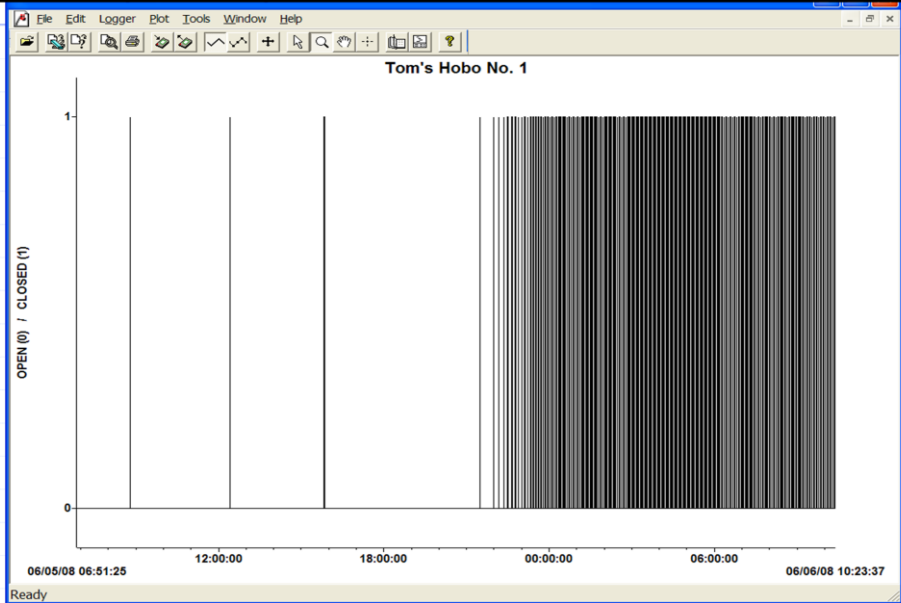 File Edit Logger Plot Tools Window Help
Tom's Hobo No. 1
1
OPEN (0) / CLOSED (1)
0
12:00:00 18:00:00 00:00:00 06:00:00
06/05/08 06:51:25 06/06/08 10:23:37
Ready